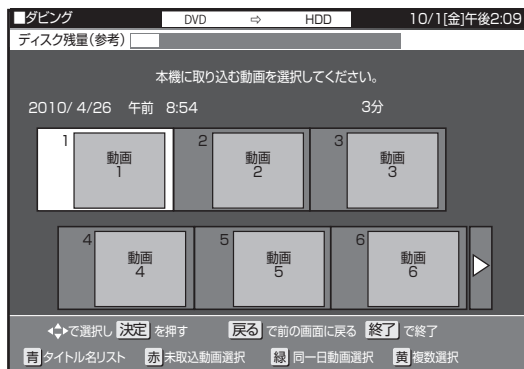 ■ダビング DVD ⇨ HDD 10/1[金]午後2:09
ディスク残量(参考)
本機に取り込む動画を選択してください。
2010/ 4/26 午前 8:54 3分
1 動画 1
2 動画 2
3 動画 3
4 動画 4
5 動画 5
6 動画 6
で選択し 決定 を押す 戻る で前の画面に戻る 終了 で終了
青 タイトル名リスト 赤 未取込動画選択 緑 同一日動画選択 黄 複数選択